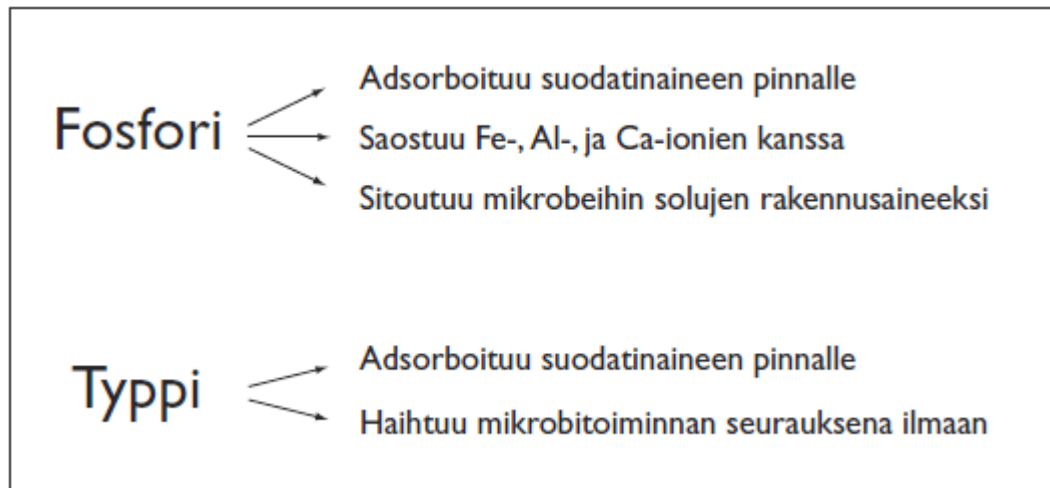 Fosfori
Adsorboituu suodatinaineen pinnalle
Saostuu Fe-, Al-, ja Ca-ionien kanssa
Sitoutuu mikrobeihin solujen rakennusaineeksi
Typpi
Adsorboituu suodatinaineen pinnalle
Haihtuu mikrobitoiminnan seurauksena ilmaan